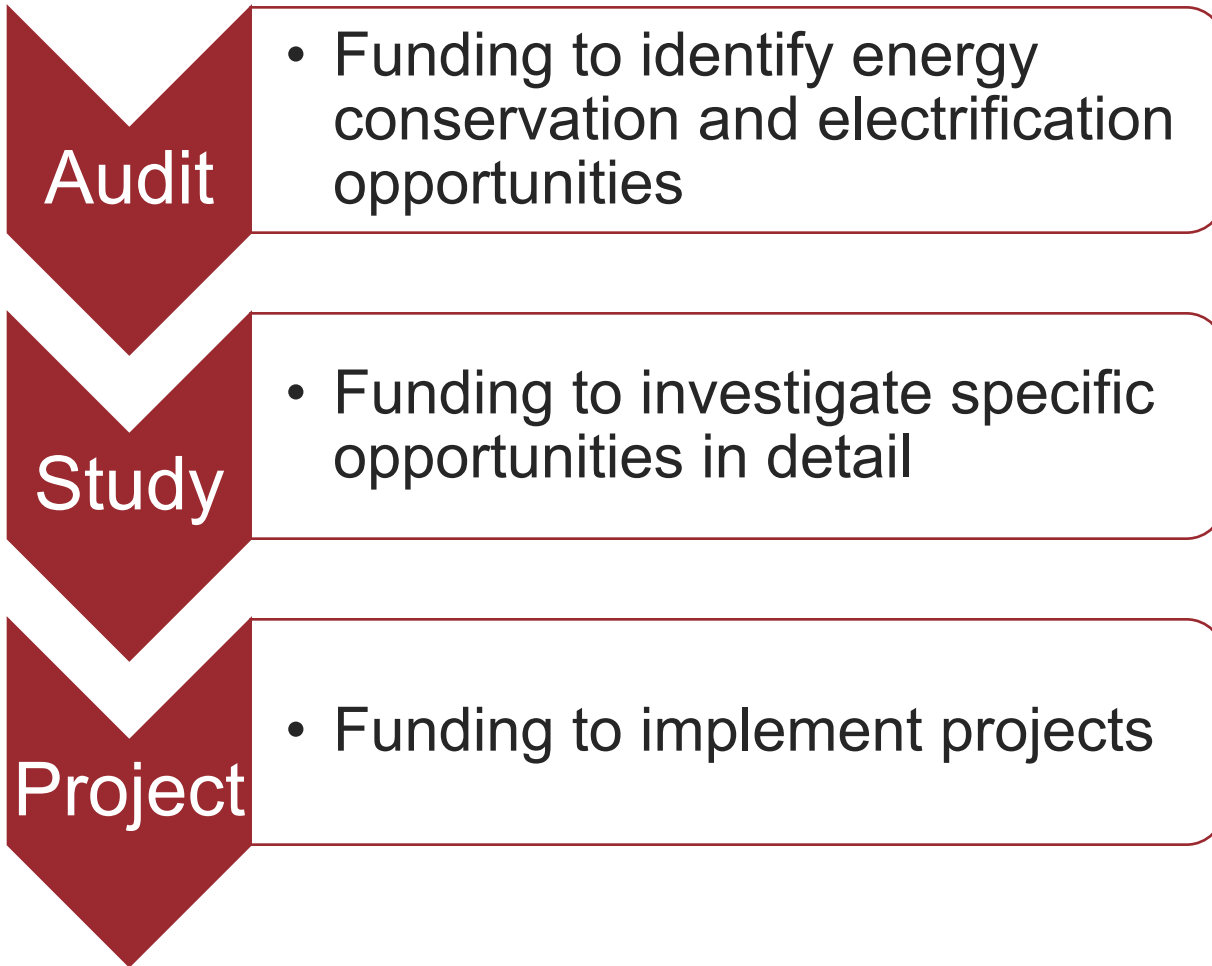 Audit
• Funding to identify energy
conservation and electrification
opportunities
Study
• Funding to investigate specific
opportunities in detail
Project
• Funding to implement projects